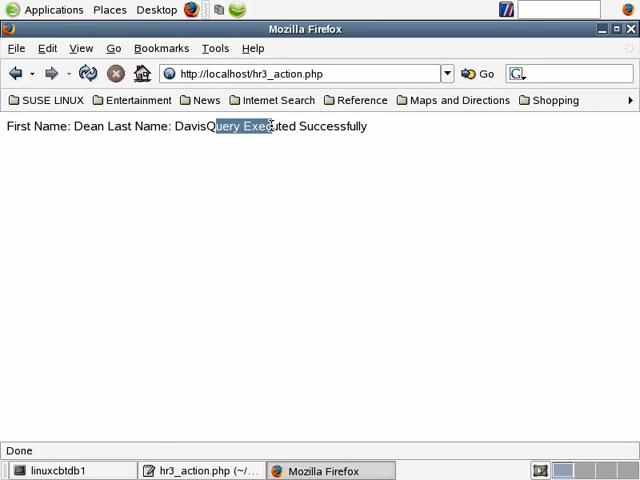 Applications Places Desktop
Mozilla Firefox
File Edit View Go Bookmarks Tools Help
http://localhost/hr3_action.php Go G
SUSE LINUX Entertainment News Internet Search Reference Maps and Directions Shopping
First Name: Dean Last Name: DavisQuery Executed Successfully
Done
linuxcbtdb1 hr3_action.php (~/... Mozilla Firefox